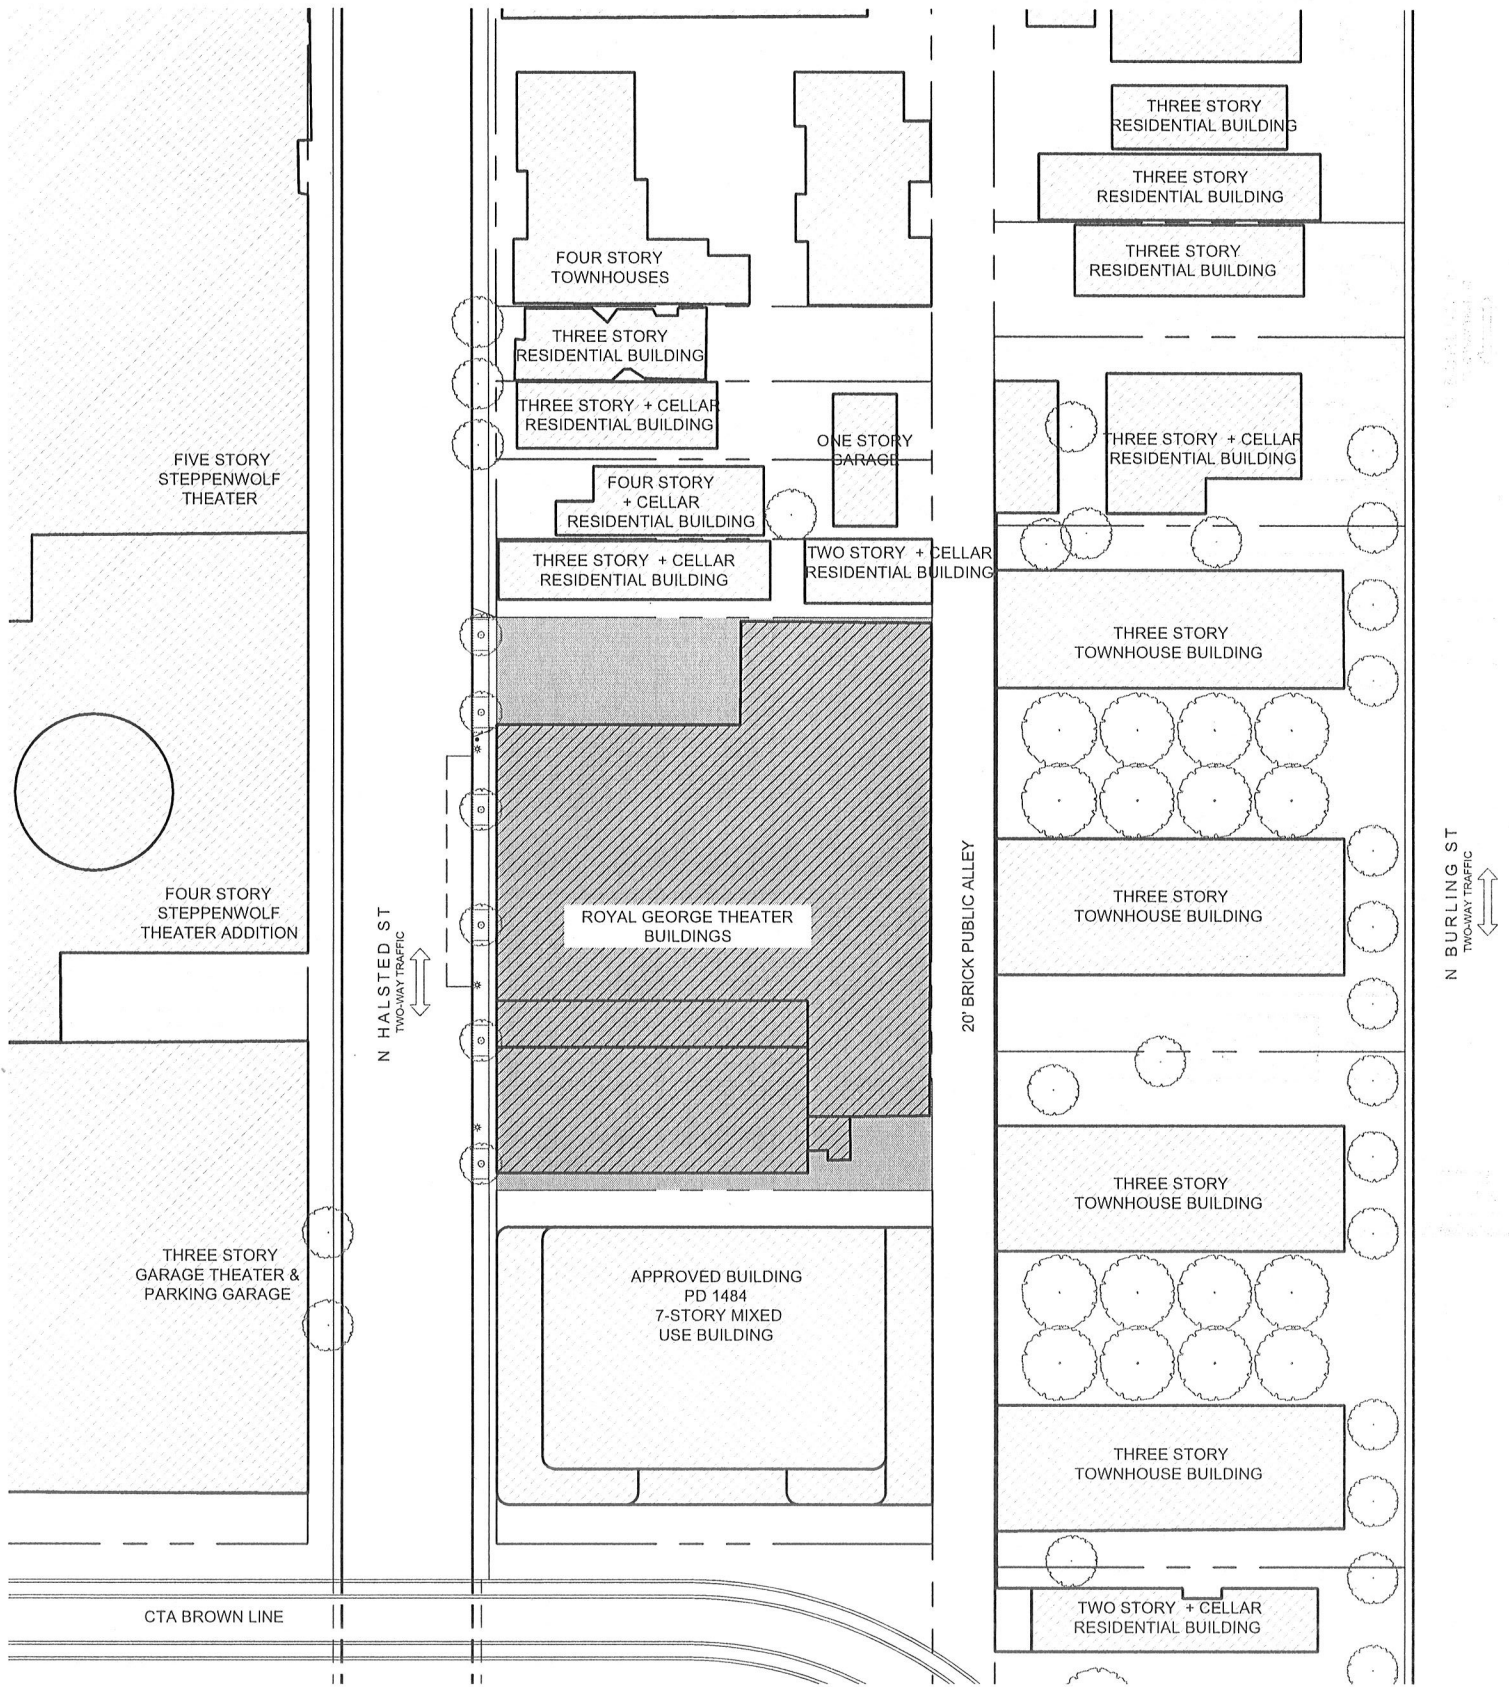 THREE STORY
RESIDENTIAL BUILDING
THREE STORY
RESIDENTIAL BUILDING
THREE STORY
RESIDENTIAL BUILDING
FOUR STORY
TOWNHOUSES
THREE STORY
RESIDENTIAL BUILDING
THREE STORY + CELLAR
RESIDENTIAL BUILDING
ONE STORY
GARAGE
THREE STORY + CELLAR
RESIDENTIAL BUILDING
FIVE STORY
STEPPENWOLF
THEATER
FOUR STORY
+ CELLAR
RESIDENTIAL BUILDING
THREE STORY + CELLAR
RESIDENTIAL BUILDING
TWO STORY + CELLAR
RESIDENTIAL BUILDING
THREE STORY
TOWNHOUSE BUILDING
FOUR STORY
STEPPENWOLF
THEATER ADDITION
N HALSTED ST
TWO-WAY TRAFFIC
ROYAL GEORGE THEATER
BUILDINGS
20' BRICK PUBLIC ALLEY
THREE STORY
TOWNHOUSE BUILDING
N BURLING ST
TWO-WAY TRAFFIC
THREE STORY
TOWNHOUSE BUILDING
THREE STORY
GARAGE THEATER &
PARKING GARAGE
APPROVED BUILDING
PD 1484
7-STORY MIXED
USE BUILDING
THREE STORY
TOWNHOUSE BUILDING
CTA BROWN LINE
TWO STORY + CELLAR
RESIDENTIAL BUILDING